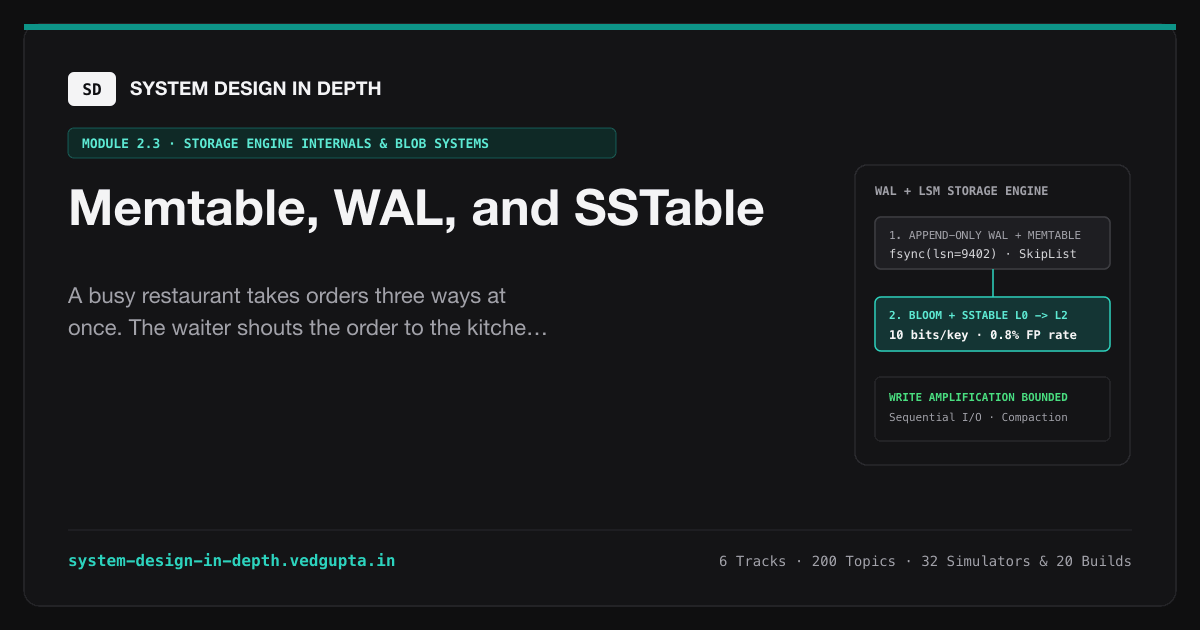 SD
SYSTEM DESIGN IN DEPTH
MODULE 2.3 · STORAGE ENGINE INTERNALS & BLOB SYSTEMS
Memtable, WAL, and SSTable
A busy restaurant takes orders three ways at
once. The waiter shouts the order to the kitche…
WAL + LSM STORAGE ENGINE
1. APPEND-ONLY WAL + MEMTABLE
fsync(lsn=9402) · SkipList
2. BLOOM + SSTABLE L0 -> L2
10 bits/key · 0.8% FP rate
WRITE AMPLIFICATION BOUNDED
Sequential I/O · Compaction
system-design-in-depth.vedgupta.in
6 Tracks · 200 Topics · 32 Simulators & 20 Builds